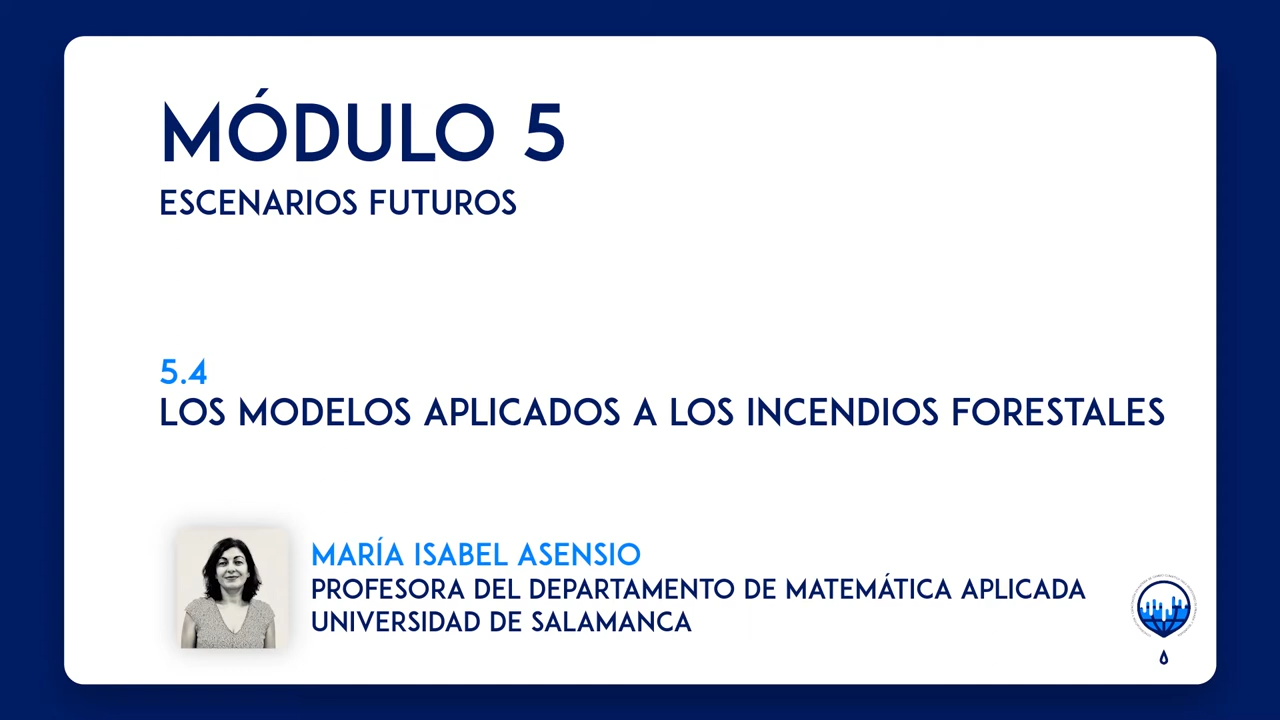 MÓDULO 5
ESCENARIOS FUTUROS
5.4
LOS MODELOS APLICADOS A LOS INCENDIOS FORESTALES
MARÍA ISABEL ASENSIO
PROFESORA DEL DEPARTAMENTO DE MATEMÁTICA APLICADA
UNIVERSIDAD DE SALAMANCA